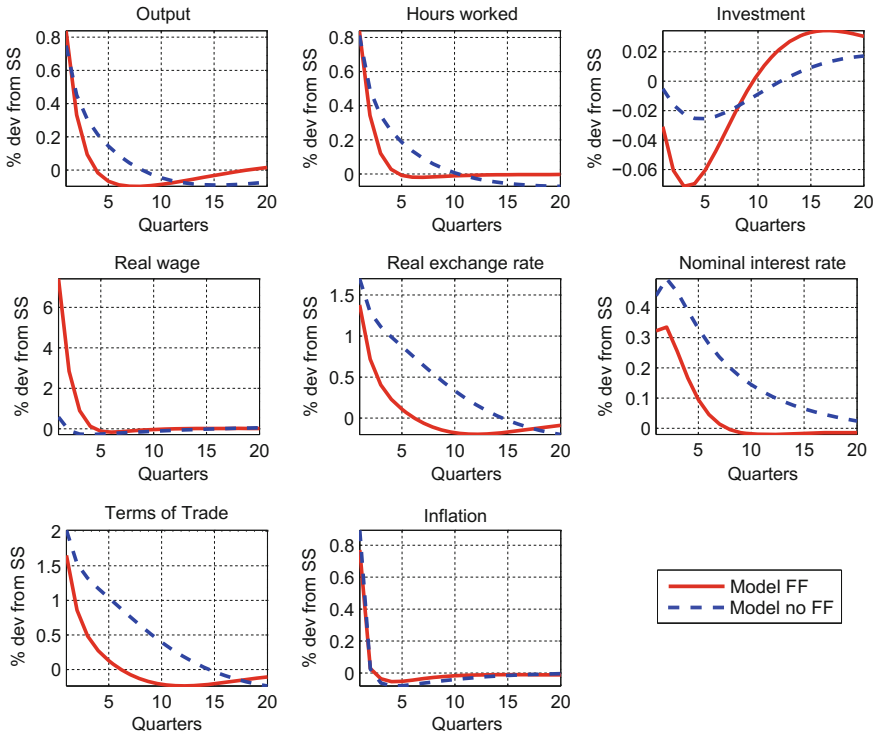 Output
% dev from SS
0.8
0.6
0.4
0.2
0
5
10
15
20
Quarters
Hours worked
% dev from SS
0.8
0.6
0.4
0.2
0
5
10
15
20
Quarters
Investment
% dev from SS
0.02
0
−0.02
−0.04
−0.06
5
10
15
20
Quarters
Real wage
% dev from SS
6
4
2
0
5
10
15
20
Quarters
Real exchange rate
% dev from SS
1.5
1
0.5
0
5
10
15
20
Quarters
Nominal interest rate
% dev from SS
0.4
0.3
0.2
0.1
0
5
10
15
20
Quarters
Terms of Trade
% dev from SS
2
1.5
1
0.5
0
5
10
15
20
Quarters
Inflation
% dev from SS
0.8
0.6
0.4
0.2
0
5
10
15
20
Quarters
Model FF
Model no FF